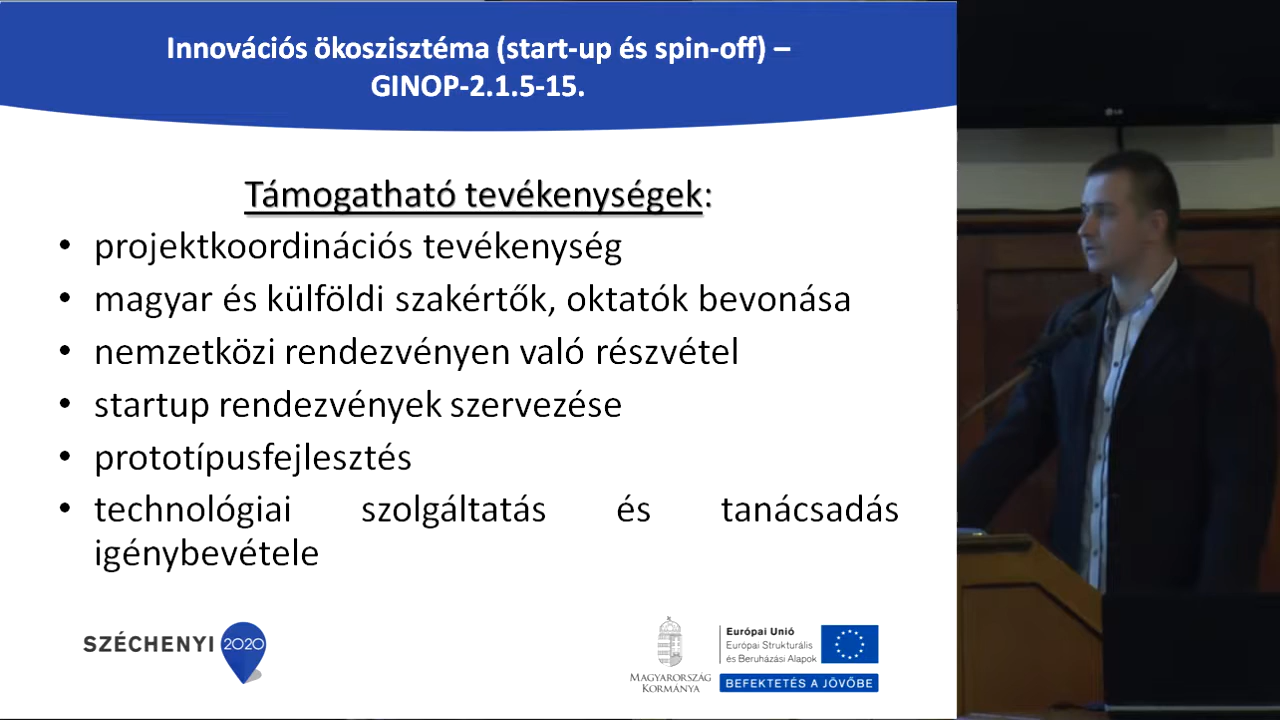 Innovációs ökoszisztéma (start-up és spin-off) –
GINOP-2.1.5-15.
Támogatható tevékenységek:
• projektkoordinációs tevékenység
• magyar és külföldi szakértők, oktatók bevonása
• nemzetközi rendezvényen való részvétel
• startup rendezvények szervezése
• prototípusfejlesztés
• technológiai szolgáltatás és tanácsadás
igénybevétele
SZÉCHENYI 2020
MAGYARORSZÁG
KORMÁNYA
Európai Unió
Európai Strukturális
és Beruházási Alapok
BEFEKTETÉS A JÖVŐBE
LG